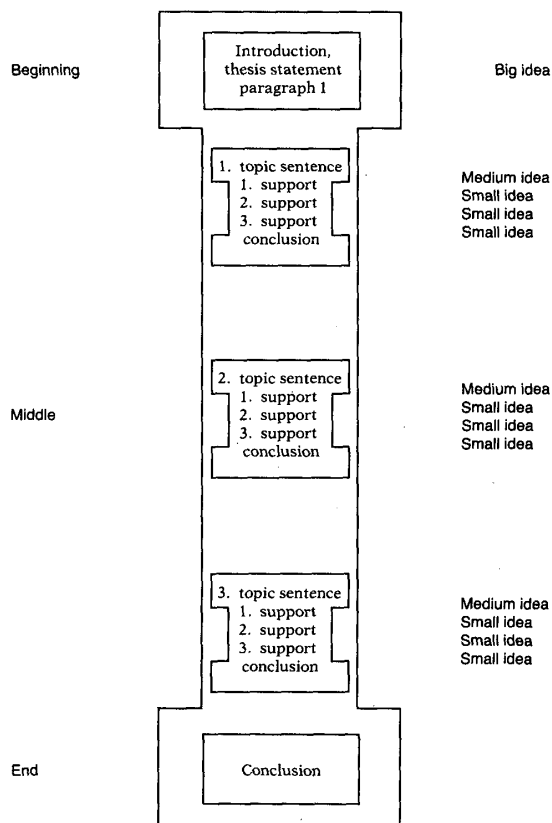 Beginning
Introduction,
thesis statement
paragraph 1
Big idea
1. topic sentence
1. support
2. support
3. support
conclusion
Medium idea
Small idea
Small idea
Small idea
Middle
2. topic sentence
1. support
2. support
3. support
conclusion
Medium idea
Small idea
Small idea
Small idea
3. topic sentence
1. support
2. support
3. support
conclusion
Medium idea
Small idea
Small idea
Small idea
End
Conclusion